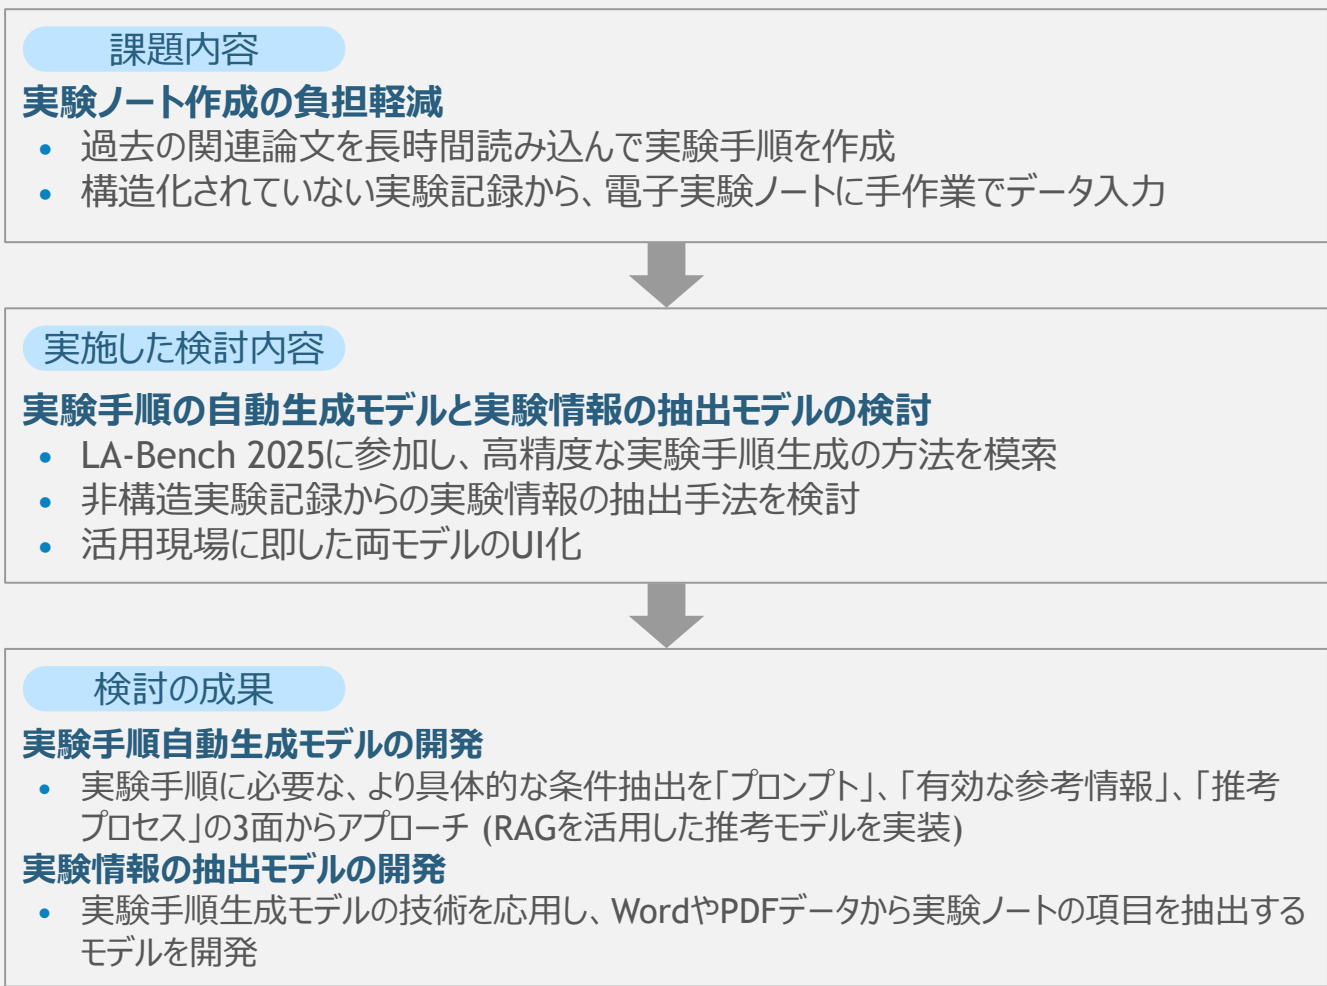 課題内容
実験ノート作成の負担軽減
• 過去の関連論文を長時間読み込んで実験手順を作成
• 構造化されていない実験記録から、電子実験ノートに手作業でデータ入力
実施した検討内容
実験手順の自動生成モデルと実験情報の抽出モデルの検討
• LA-Bench 2025に参加し、高精度な実験手順生成の方法を模索
• 非構造実験記録からの実験情報の抽出手法を検討
• 活用現場に即した両モデルのUI化
検討の成果
実験手順自動生成モデルの開発
• 実験手順に必要な、より具体的な条件抽出を「プロンプト」、「有効な参考情報」、「推考
プロセス」の3面からアプローチ (RAGを活用した推考モデルを実装)
実験情報の抽出モデルの開発
• 実験手順生成モデルの技術を応用し、WordやPDFデータから実験ノートの項目を抽出する
モデルを開発